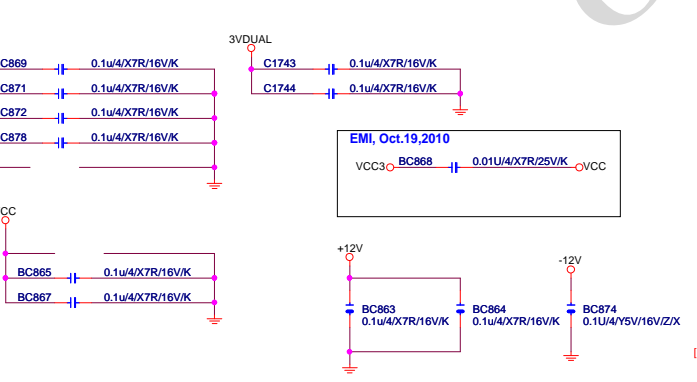 3VDUAL
C869 0.1u/4/X7R/16V/K
C1743 0.1u/4/X7R/16V/K
C871 0.1u/4/X7R/16V/K
C1744 0.1u/4/X7R/16V/K
C872 0.1u/4/X7R/16V/K
C878 0.1u/4/X7R/16V/K
EMI, Oct.19,2010
VCC3 BC868 0.01U/4/X7R/25V/K VCC
CC
BC865 0.1u/4/X7R/16V/K
BC867 0.1u/4/X7R/16V/K
+12V
-12V
BC863
0.1u/4/X7R/16V/K
BC864
0.1u/4/X7R/16V/K
BC874
0.1U/4/Y5V/16V/Z/X